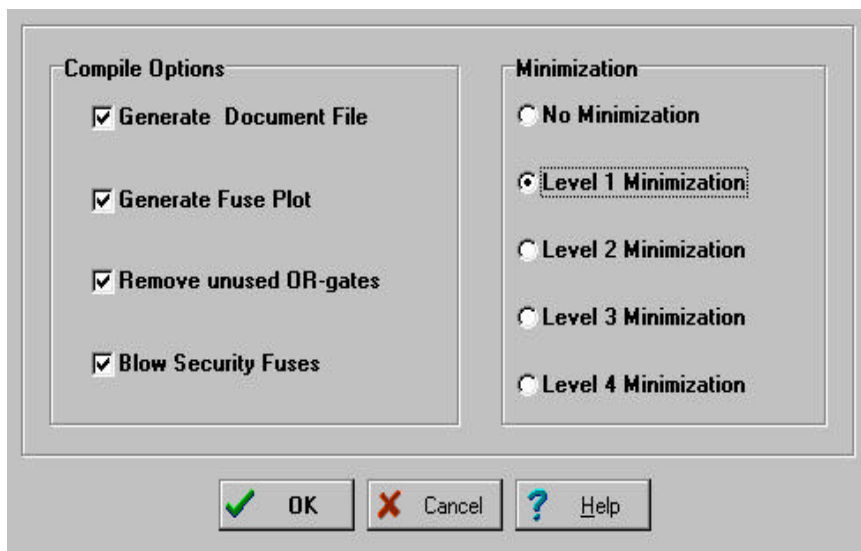 Compile Options
Generate  Document File
Generate Fuse Plot
Remove unused OR-gates
Blow Security Fuses
Minimization
No Minimization
Level 1 Minimization
Level 2 Minimization
Level 3 Minimization
Level 4 Minimization
OK
Cancel
? Help